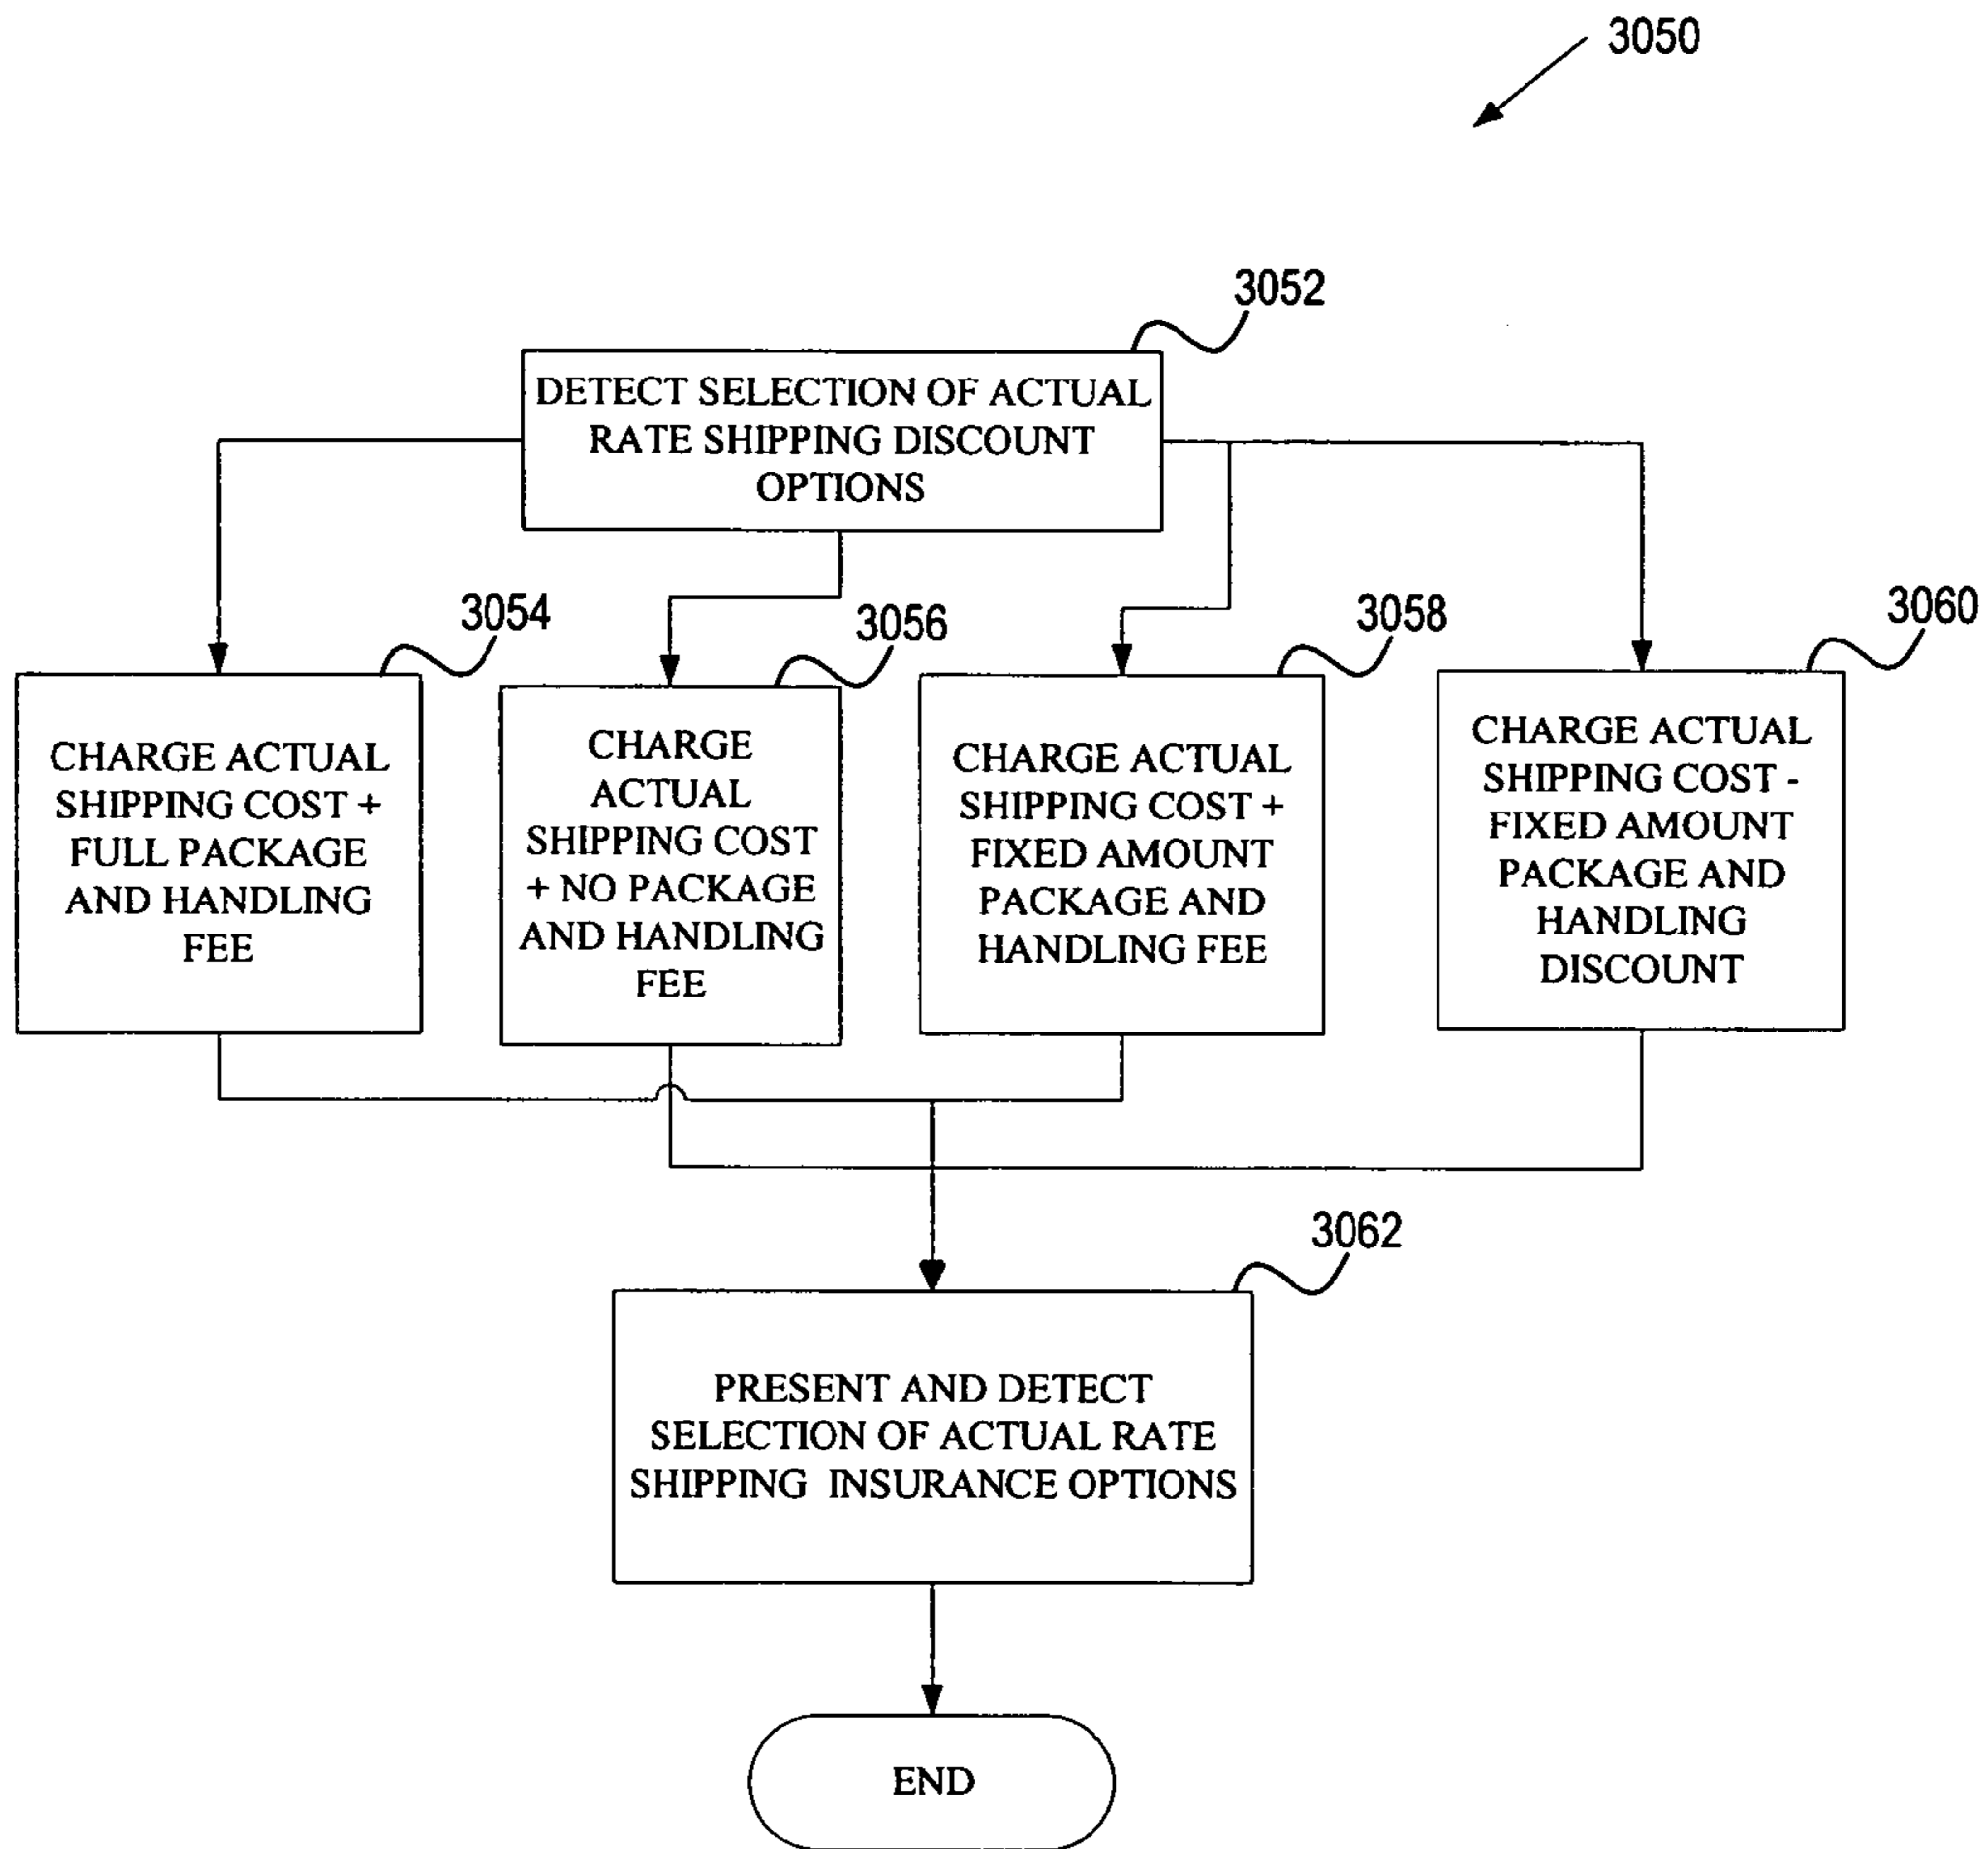 3050
3052
DETECT SELECTION OF ACTUAL
RATE SHIPPING DISCOUNT
OPTIONS
3054
CHARGE ACTUAL
SHIPPING COST +
FULL PACKAGE
AND HANDLING
FEE
3056
CHARGE
ACTUAL
SHIPPING COST
+ NO PACKAGE
AND HANDLING
FEE
3058
CHARGE ACTUAL
SHIPPING COST +
FIXED AMOUNT
PACKAGE AND
HANDLING FEE
3060
CHARGE ACTUAL
SHIPPING COST -
FIXED AMOUNT
PACKAGE AND
HANDLING
DISCOUNT
3062
PRESENT AND DETECT
SELECTION OF ACTUAL RATE
SHIPPING INSURANCE OPTIONS
END